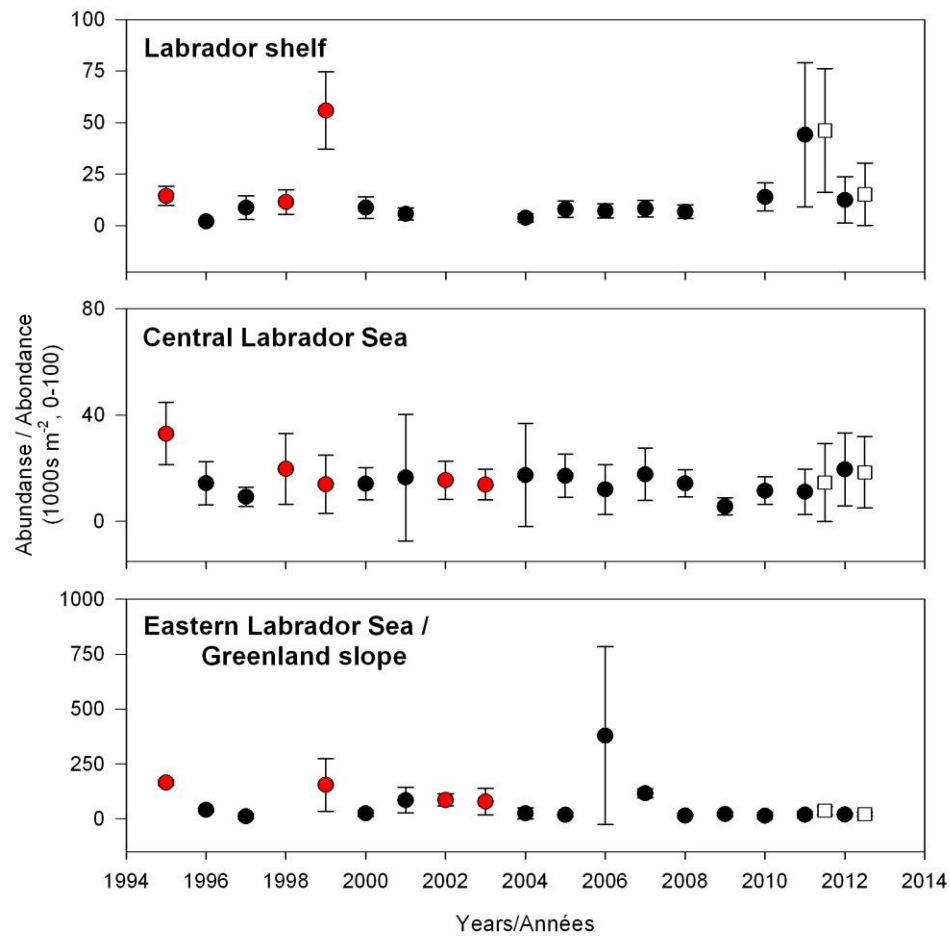 100
Labrador shelf
75
50
25
0
80
Central Labrador Sea
40
0
Abundanse / Abondance
(1000s m-2, 0-100)
1000
Eastern Labrador Sea /
Greenland slope
750
500
250
0
1994 1996 1998 2000 2002 2004 2006 2008 2010 2012 2014
Years/Années